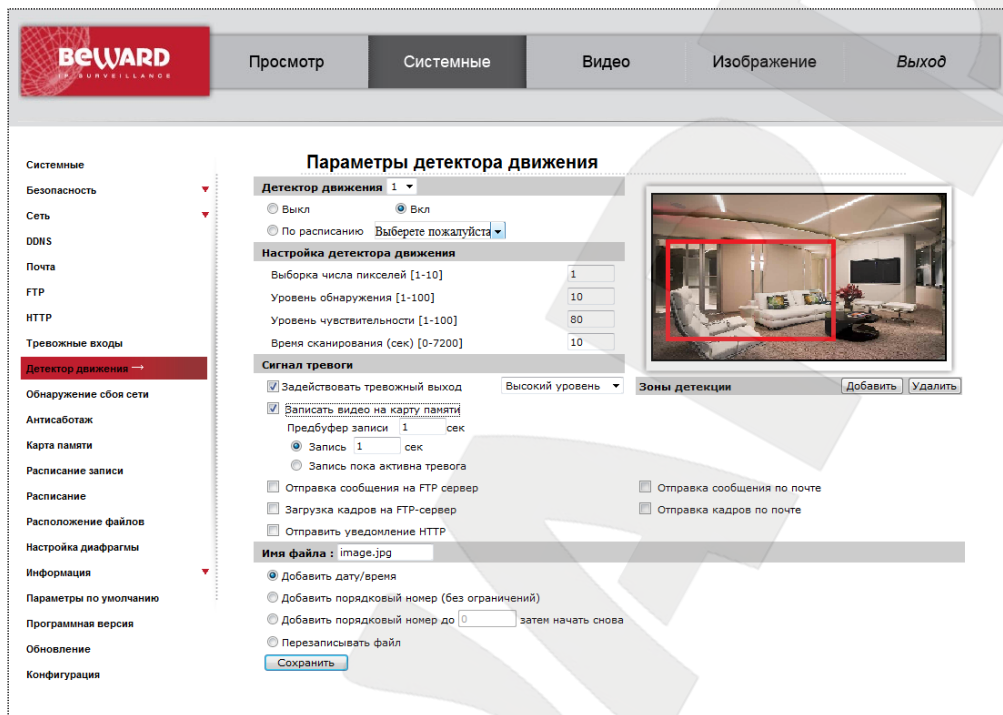 BEWARD
IP SURVEILLANCE
Просмотр Системные Видео Изображение Выход
Системные
Безопасность
Сеть
DDNS
Почта
FTP
HTTP
Тревожные входы
Детектор движения →
Обнаружение сбоя сети
Антисаботаж
Карта памяти
Расписание записи
Расписание
Расположение файлов
Настройка диафрагмы
Информация
Параметры по умолчанию
Программная версия
Обновление
Конфигурация
Параметры детектора движения
Детектор движения 1
Выкл Вкл
По расписанию Выберете пожалуйста
Настройка детектора движения
Выборка числа пикселей [1-10] 1
Уровень обнаружения [1-100] 10
Уровень чувствительности [1-100] 80
Время сканирования (сек) [0-7200] 10
Сигнал тревоги
Задействовать тревожный выход Высокий уровень
Зоны детекции Добавить Удалить
Записать видео на карту памяти
Предбуфер записи 1 сек
Запись 1 сек
Запись пока активна тревога
Отправка сообщения на FTP сервер Отправка сообщения по почте
Загрузка кадров на FTP-сервер Отправка кадров по почте
Отправить уведомление HTTP
Имя файла : image.jpg
Добавить дату/время
Добавить порядковый номер (без ограничений)
Добавить порядковый номер до 0 затем начать снова
Перезаписывать файл
Сохранить